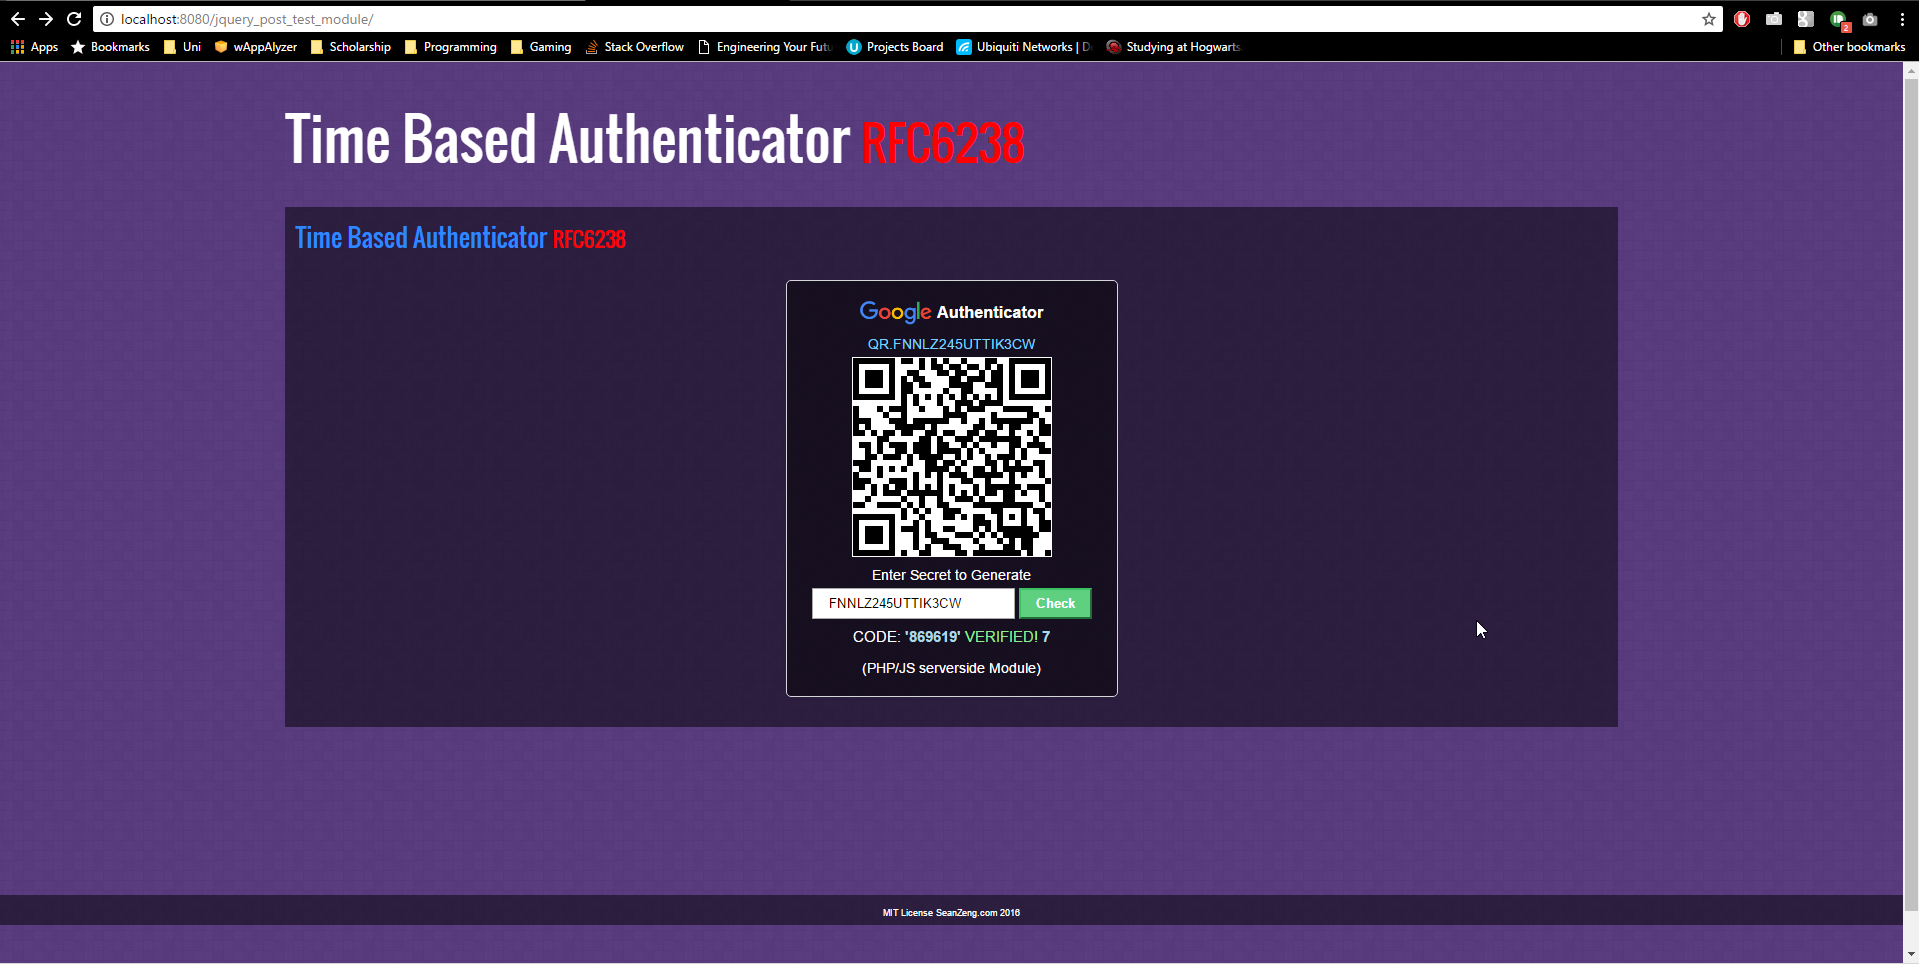 localhost:8080/jquery_post_test_module/
Apps Bookmarks Uni wAppAlyzer Scholarship Programming Gaming Stack Overflow Engineering Your Futu Projects Board Ubiquiti Networks | D Studying at Hogwarts Other bookmarks
2
Time Based Authenticator RFC6238
Time Based Authenticator RFC6238
Google Authenticator
QR.FNNLZ245UTTIK3CW
Enter Secret to Generate
FNNLZ245UTTIK3CW Check
CODE: '869619' VERIFIED! 7
(PHP/JS serverside Module)
MIT License SeanZeng.com 2016